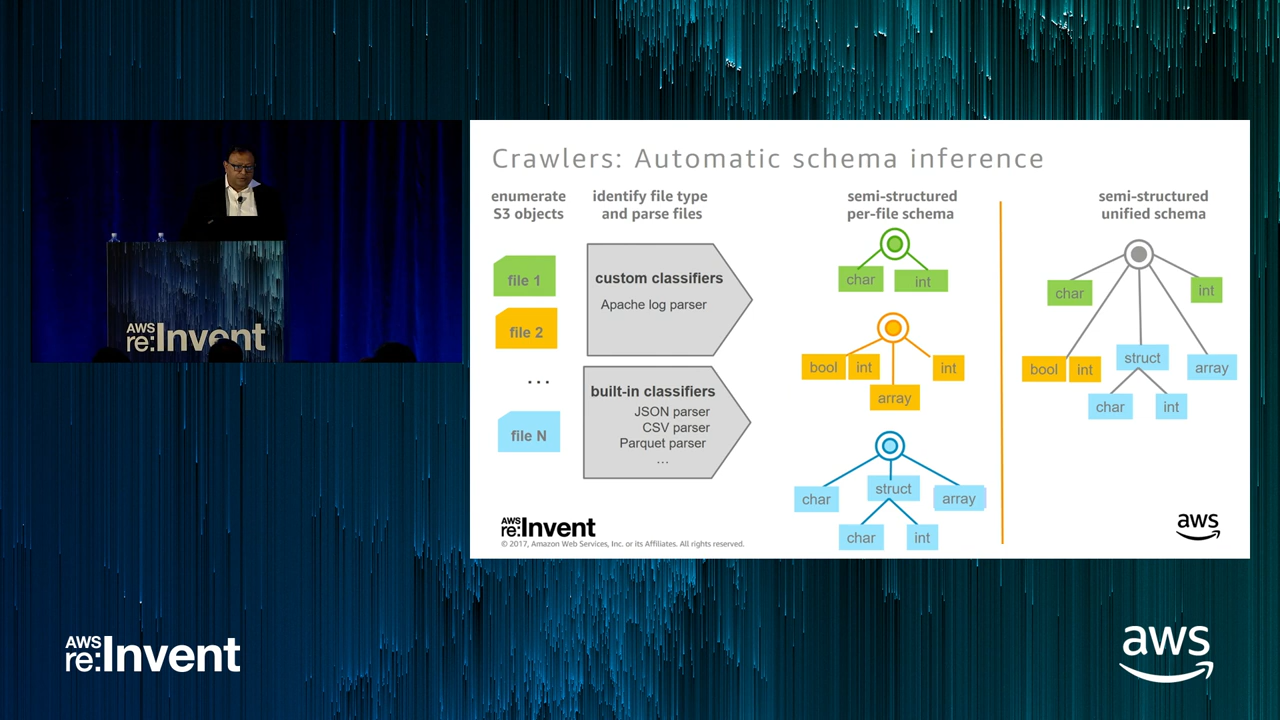 Crawlers: Automatic schema inference
enumerate
S3 objects
identify file type
and parse files
semi-structured
per-file schema
semi-structured
unified schema
file 1
file 2
...
file N
custom classifiers
Apache log parser
built-in classifiers
JSON parser
CSV parser
Parquet parser
...
char
int
bool
int
array
int
char
struct
array
char
int
char
int
bool
int
struct
array
char
int
AWS
re:Invent
© 2017, Amazon Web Services, Inc. or its Affiliates. All rights reserved.
aws
AWS
re:Invent
AWS
re:Invent
aws